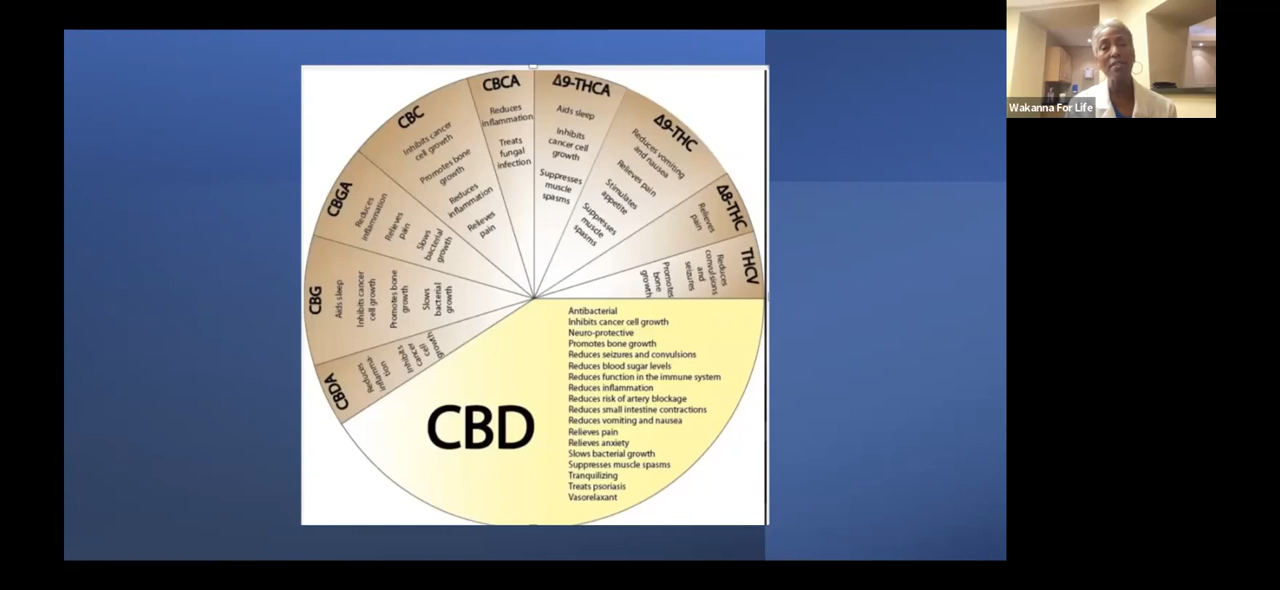 Wakanna For Life
CBCA
Reduces
inflammation
Treats
fungal
infection
Δ9-THCA
Aids sleep
Inhibits
cancer cell
growth
Suppresses
muscle
spasms
Δ9-THC
Reduces vomiting
and nausea
Relieves pain
Stimulates
appetite
Suppresses
muscle
spasms
Δ8-THC
Relieves
pain
THCV
Reduces
convulsions
and
seizures
Promotes
bone
growth
CBC
Inhibits cancer
cell growth
Promotes bone
growth
Reduces
inflammation
Relieves
pain
CBGA
Reduces
inflammation
Relieves
pain
Slows
bacterial
growth
CBG
Aids sleep
Inhibits cancer
cell growth
Promotes bone
growth
Slows
bacterial
growth
CBDA
Reduces
inflamma-
tion
Inhibits
cancer
cell
growth
CBD
Antibacterial
Inhibits cancer cell growth
Neuro-protective
Promotes bone growth
Reduces seizures and convulsions
Reduces blood sugar levels
Reduces function in the immune system
Reduces inflammation
Reduces risk of artery blockage
Reduces small intestine contractions
Reduces vomiting and nausea
Relieves pain
Relieves anxiety
Slows bacterial growth
Suppresses muscle spasms
Tranquilizing
Treats psoriasis
Vasorelaxant